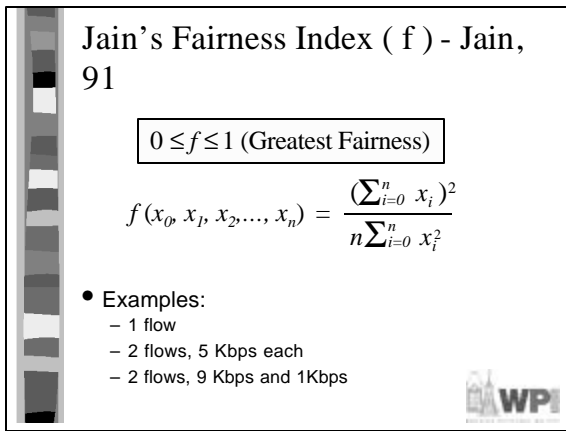 Jain's Fairness Index ( f ) - Jain,
91
0 ≤ f ≤ 1 (Greatest Fairness)
f (x₀, x₁, x₂,..., xₙ) = (∑ⁿᵢ₌₀ xᵢ )² / n∑ⁿᵢ₌₀ xᵢ²
• Examples:
– 1 flow
– 2 flows, 5 Kbps each
– 2 flows, 9 Kbps and 1Kbps
WPI